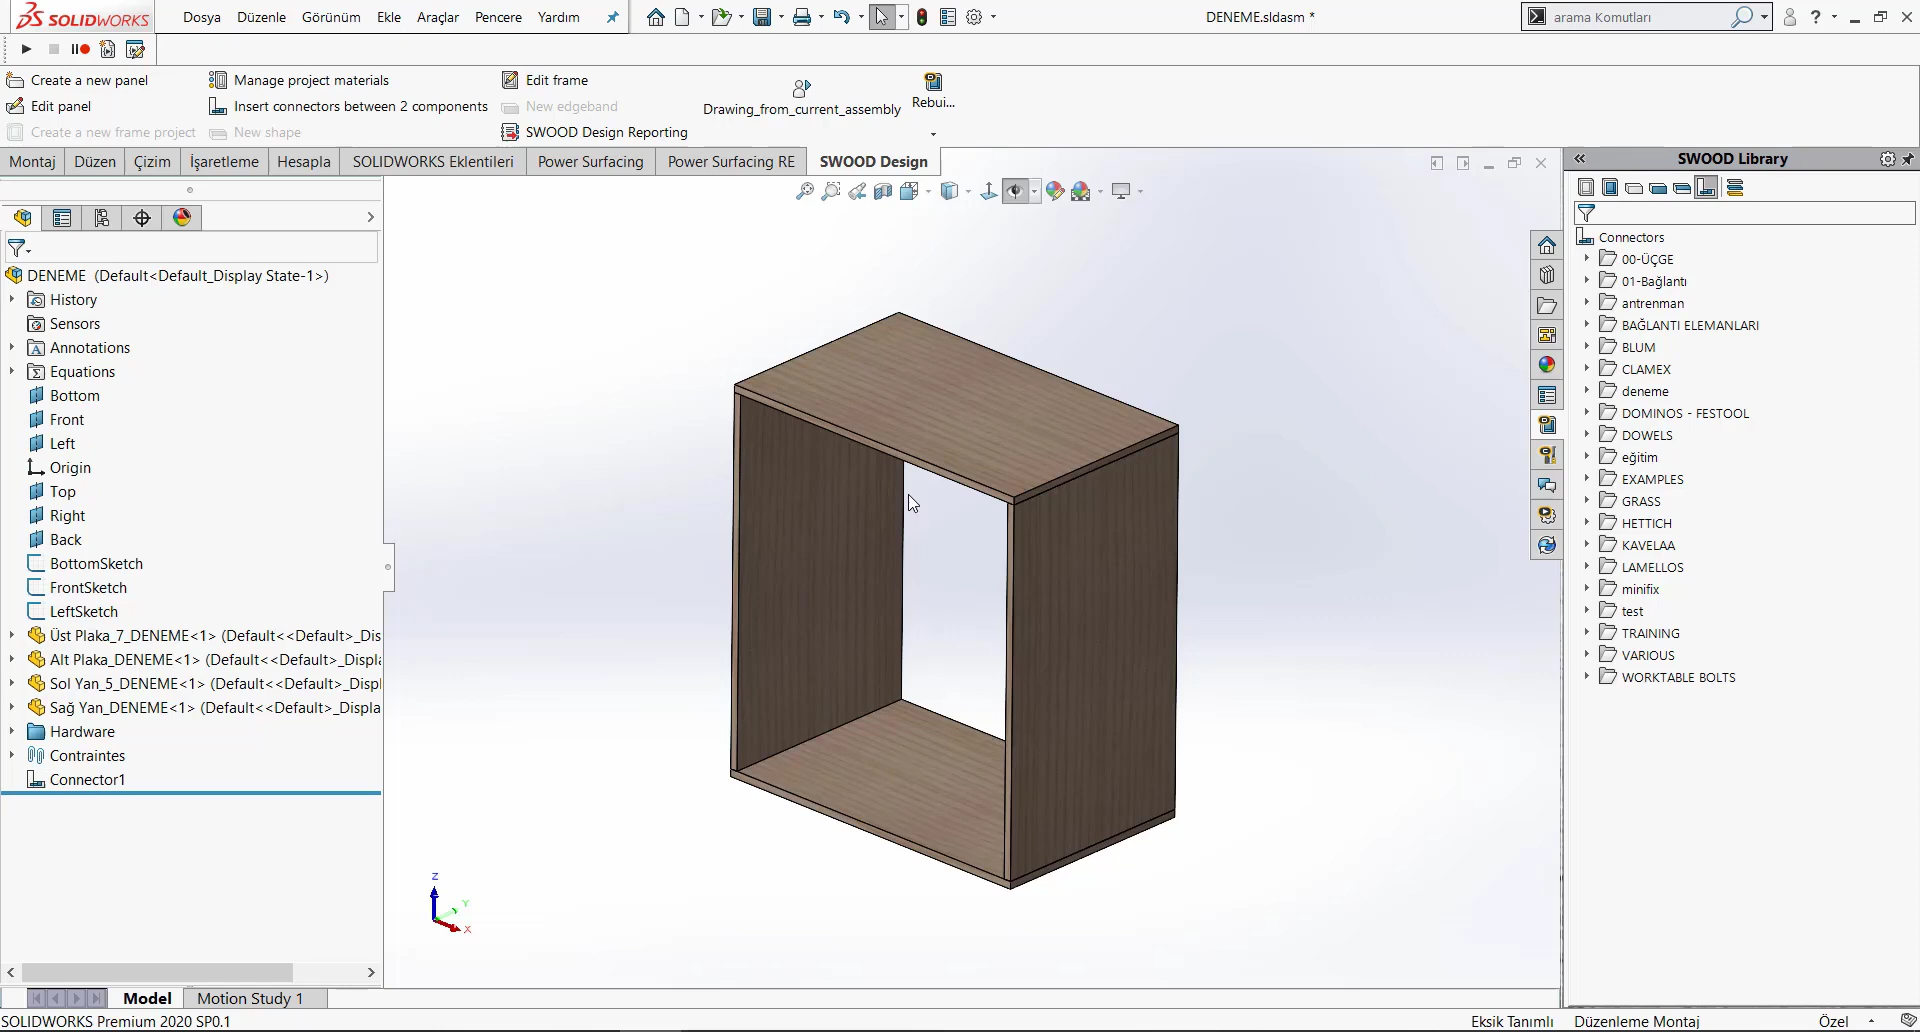 SOLIDWORKS
Dosya Düzenle Görünüm Ekle Araçlar Pencere Yardım
DENEME.sldasm *
arama Komutları
?
Create a new panel
Manage project materials
Edit frame
Edit panel
Insert connectors between 2 components
New edgeband
Drawing_from_current_assembly
Rebui...
Create a new frame project
New shape
SWOOD Design Reporting
Montaj Düzen Çizim İşaretleme Hesapla SOLIDWORKS Eklentileri Power Surfacing Power Surfacing RE SWOOD Design
SWOOD Library
DENEME (Default<Default_Display State-1>)
History
Sensors
Annotations
Equations
Bottom
Front
Left
Origin
Top
Right
Back
BottomSketch
FrontSketch
LeftSketch
Üst Plaka_7_DENEME<1> (Default<<Default>_Dis
Alt Plaka_DENEME<1> (Default<<Default>_Displa
Sol Yan_5_DENEME<1> (Default<<Default>_Displ
Sağ Yan_DENEME<1> (Default<<Default>_Displa
Hardware
Contraintes
Connector1
Z
Y
X
Connectors
00-ÜÇGE
01-Bağlantı
antrenman
BAĞLANTI ELEMANLARI
BLUM
CLAMEX
deneme
DOMINOS - FESTOOL
DOWELS
eğitim
EXAMPLES
GRASS
HETTICH
KAVELAA
LAMELLOS
minifix
test
TRAINING
VARIOUS
WORKTABLE BOLTS
Model Motion Study 1
SOLIDWORKS Premium 2020 SP0.1
Eksik Tanımlı Düzenleme Montaj Özel